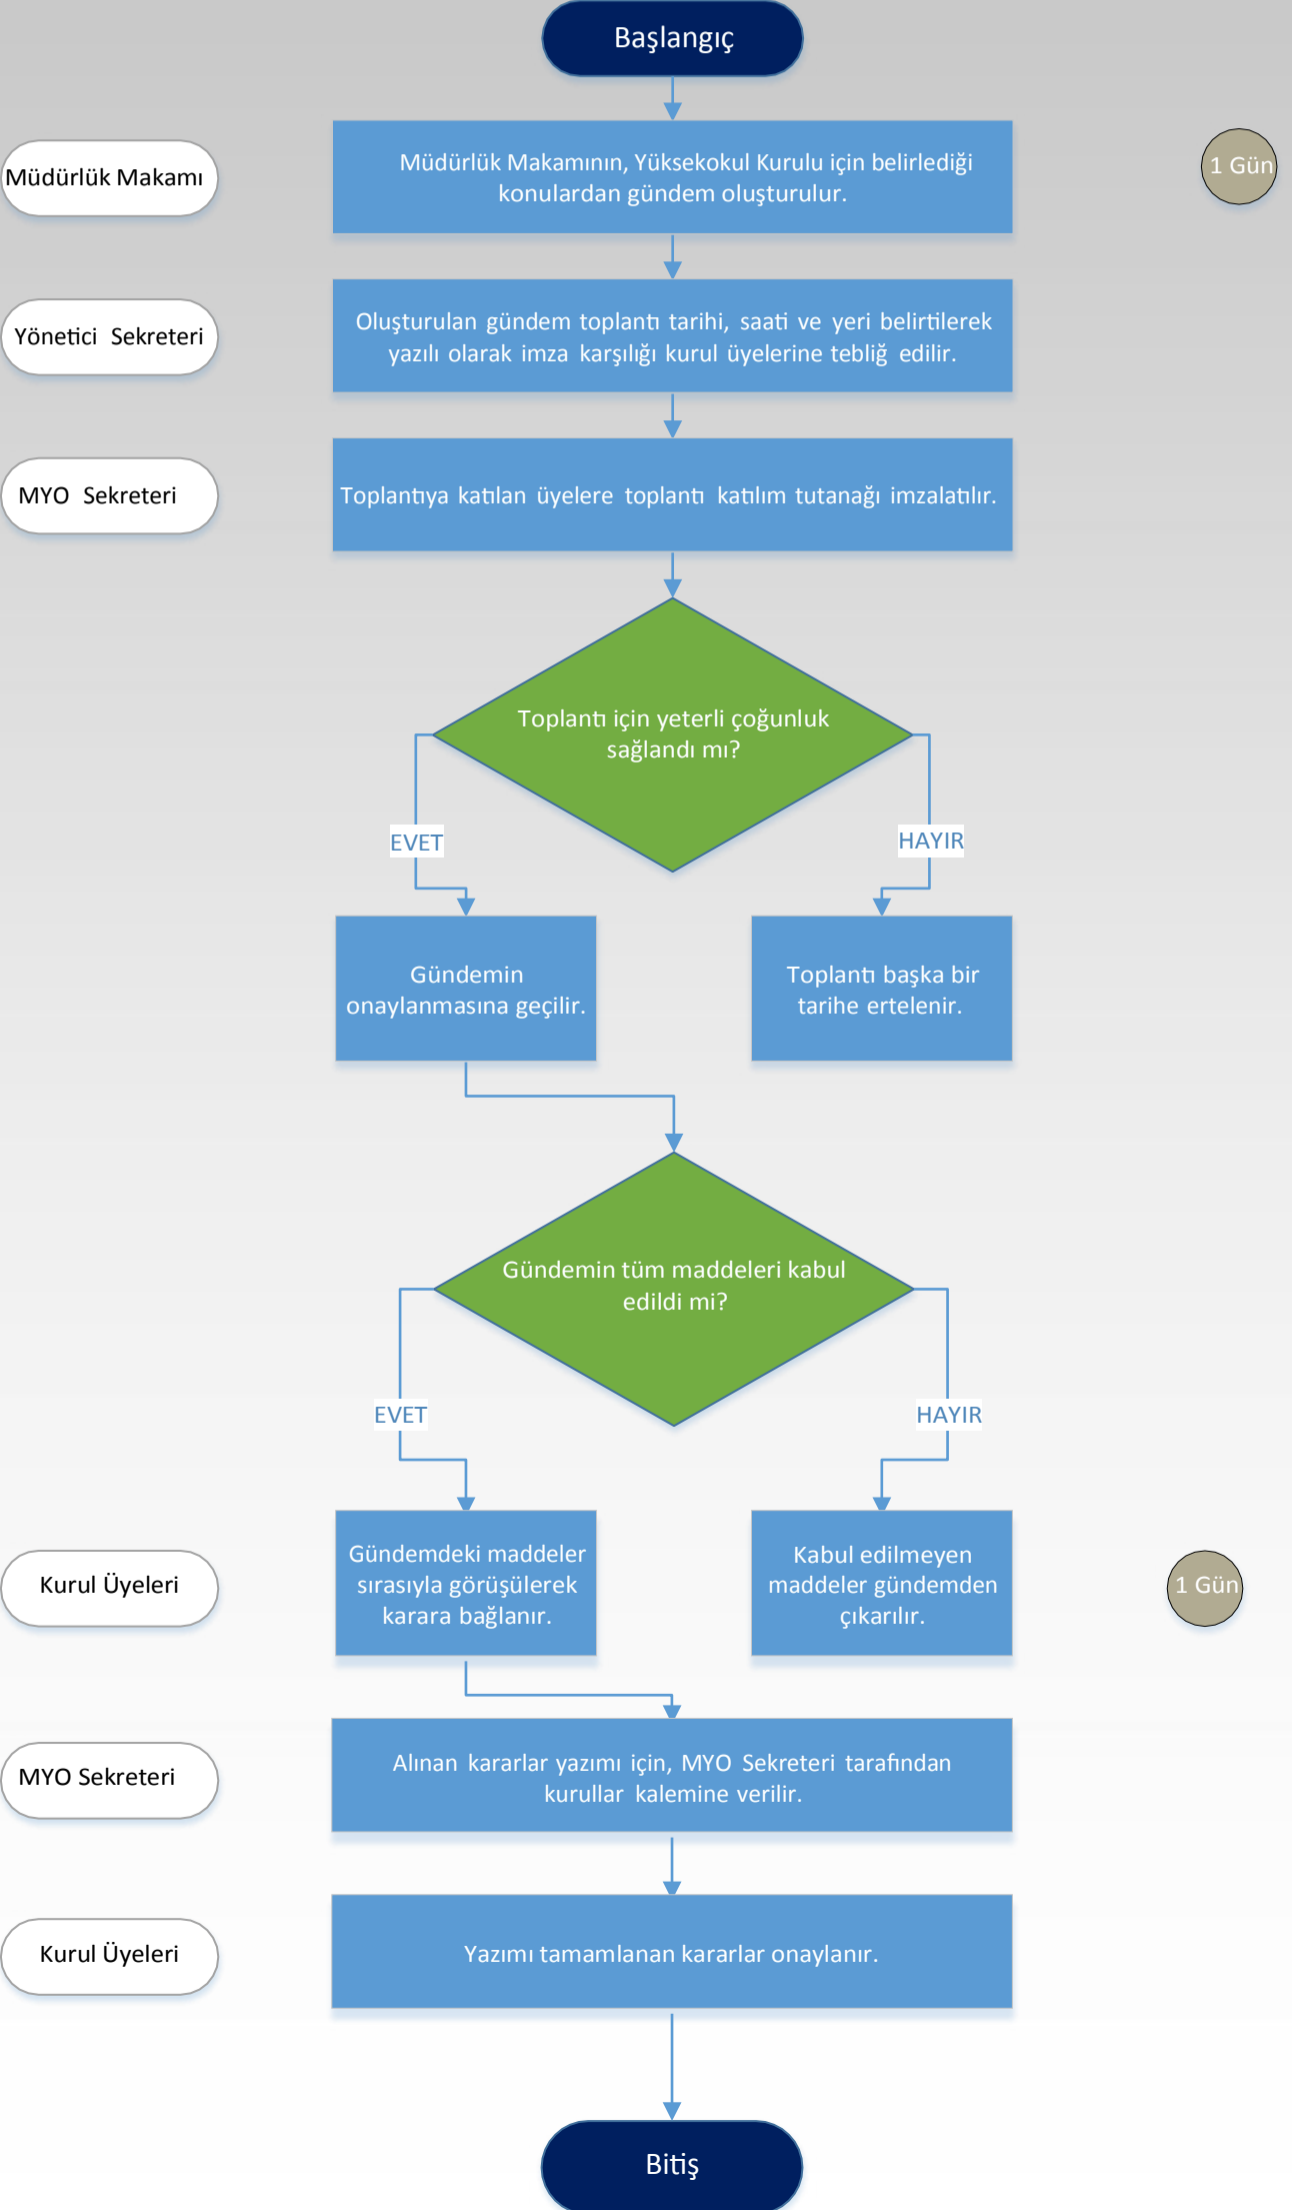 Başlangıç
Müdürlük Makamı
Müdürlük Makamının, Yüksekokul Kurulu için belirlediği
konulardan gündem oluşturulur.
1 Gün
Yönetici Sekreteri
Oluşturulan gündem toplantı tarihi, saati ve yeri belirtilerek
yazılı olarak imza karşılığı kurul üyelerine tebliğ edilir.
MYO Sekreteri
Toplantıya katılan üyelere toplantı katılım tutanağı imzalatılır.
Toplantı için yeterli çoğunluk
sağlandı mı?
EVET
HAYIR
Gündemin
onaylanmasına geçilir.
Toplantı başka bir
tarihe ertelenir.
Gündemin tüm maddeleri kabul
edildi mi?
EVET
HAYIR
Kurul Üyeleri
Gündemdeki maddeler
sırasıyla görüşülerek
karara bağlanır.
Kabul edilmeyen
maddeler gündemden
çıkarılır.
1 Gün
MYO Sekreteri
Alınan kararlar yazımı için, MYO Sekreteri tarafından
kurullar kalemine verilir.
Kurul Üyeleri
Yazımı tamamlanan kararlar onaylanır.
Bitiş